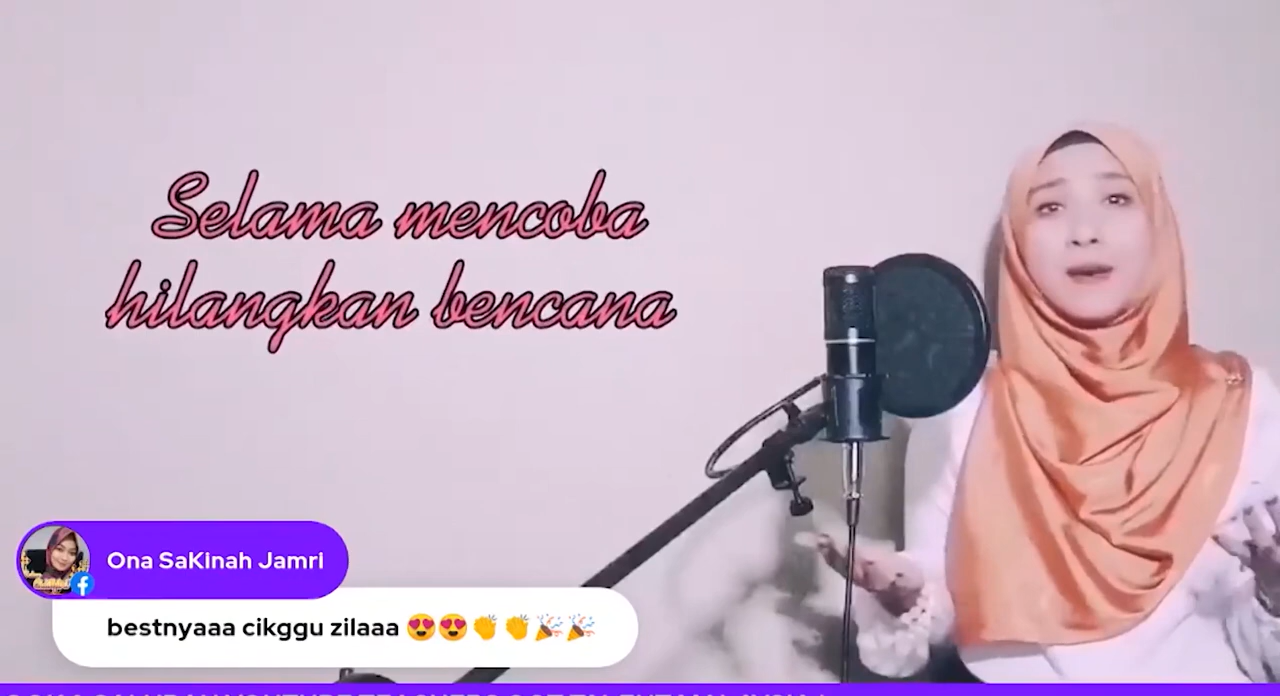 Selama mencoba
hilangkan bencana
Ona SaKinah Jamri
bestnyaaa cikggu zilaaa 😍😍👏👏🎉🎉